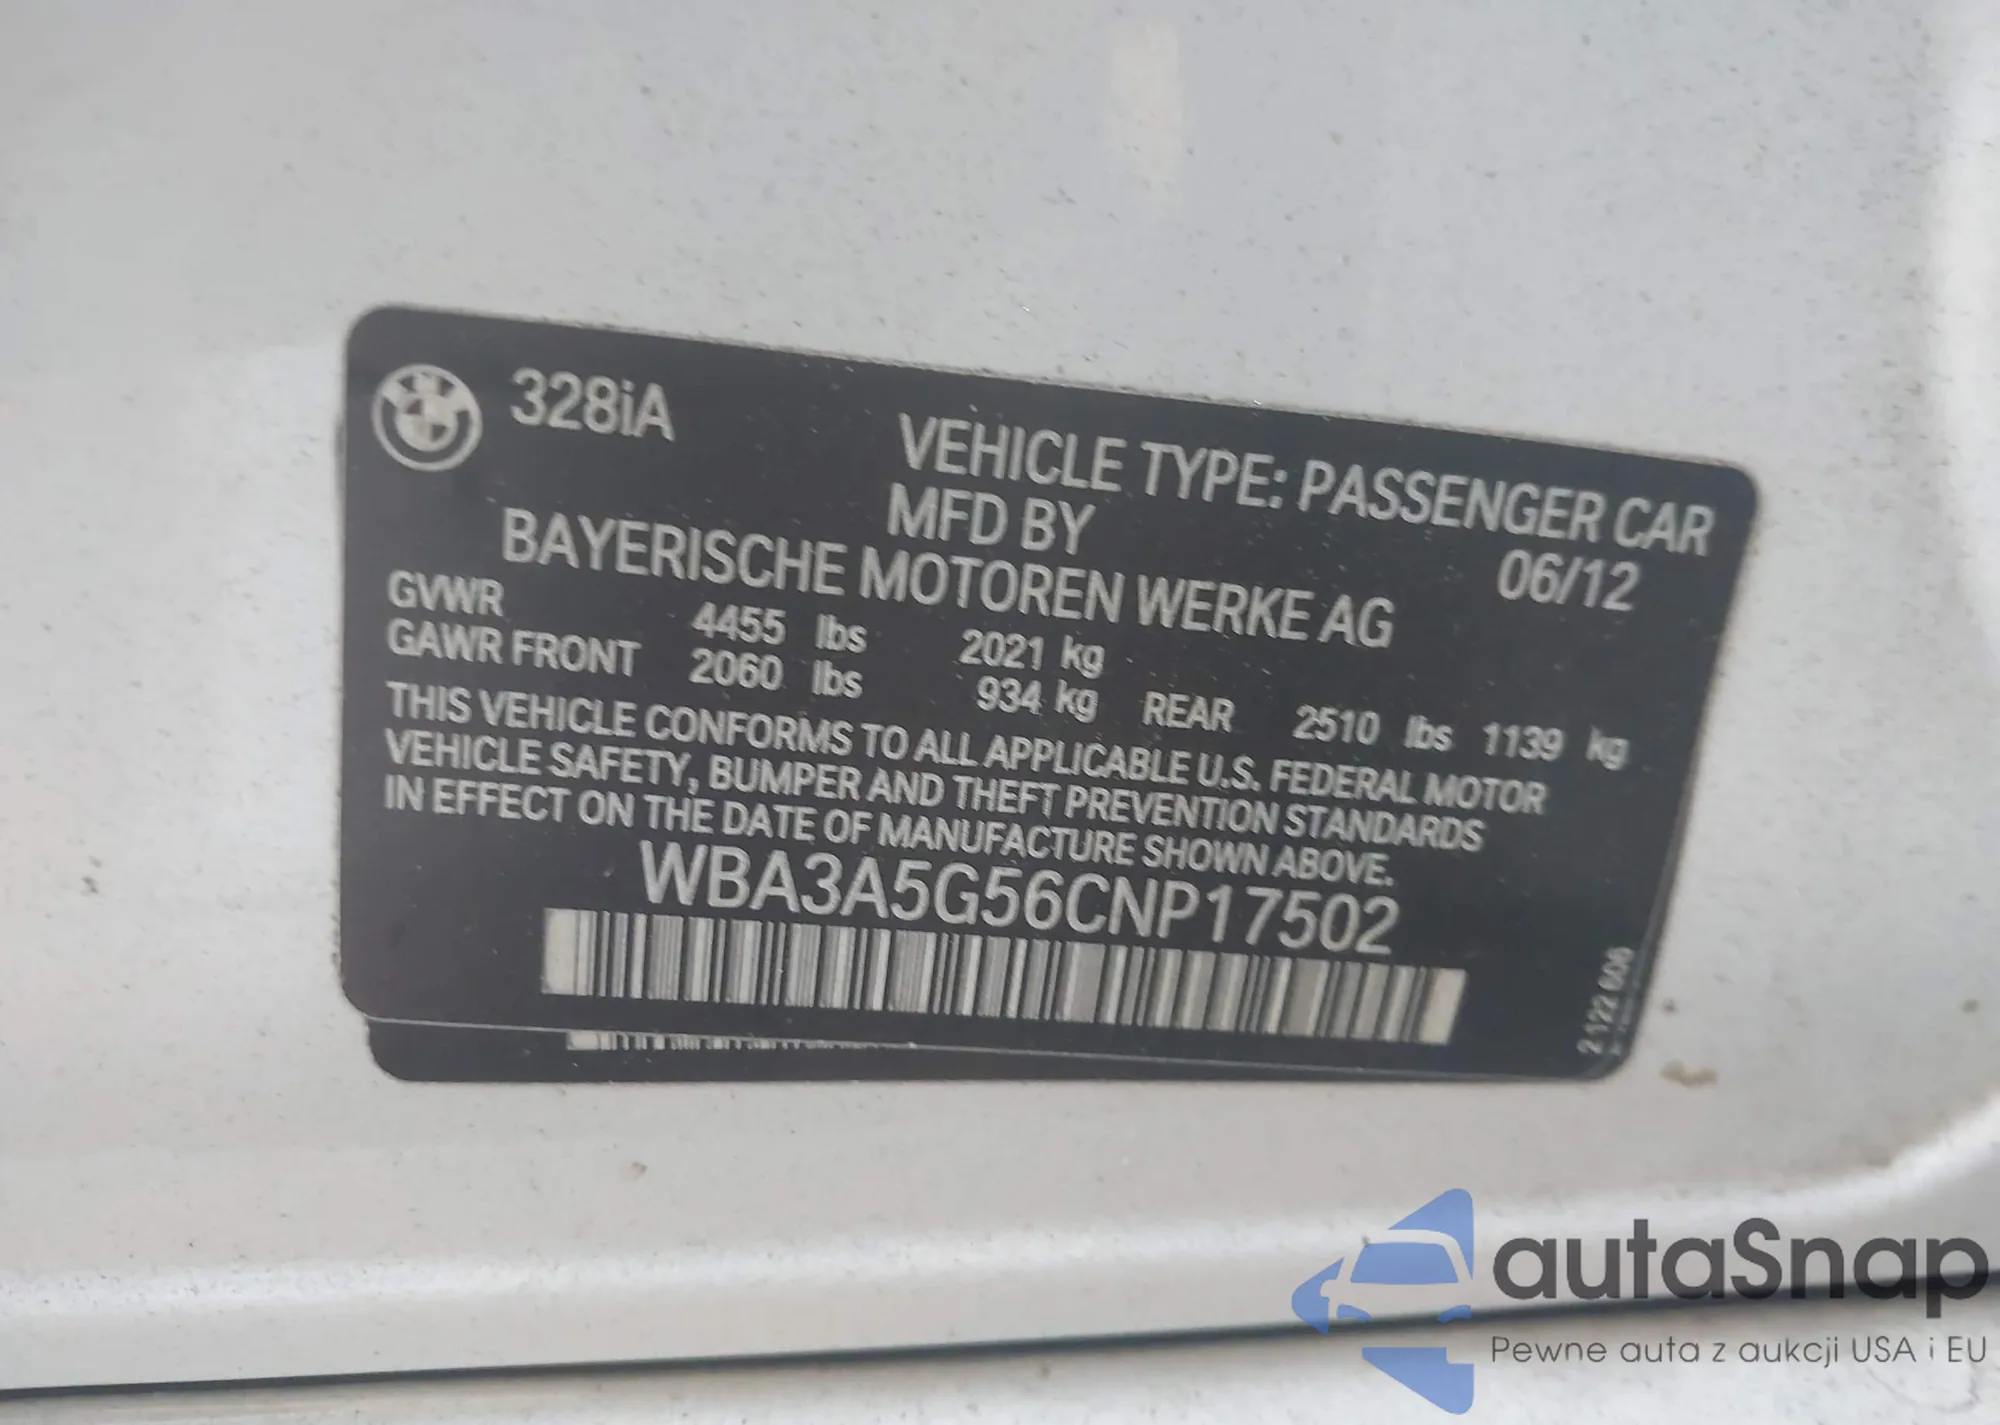 328iA
VEHICLE TYPE: PASSENGER CAR
MFD BY
06/12
BAYERISCHE MOTOREN WERKE AG
GVWR 4455 lbs 2021 kg
GAWR FRONT 2060 lbs 934 kg REAR 2510 lbs 1139 kg
THIS VEHICLE CONFORMS TO ALL APPLICABLE U.S. FEDERAL MOTOR
VEHICLE SAFETY, BUMPER AND THEFT PREVENTION STANDARDS
IN EFFECT ON THE DATE OF MANUFACTURE SHOWN ABOVE.
WBA3A5G56CNP17502
2 122 606
autaSnap
Pewne auta z aukcji USA i EU